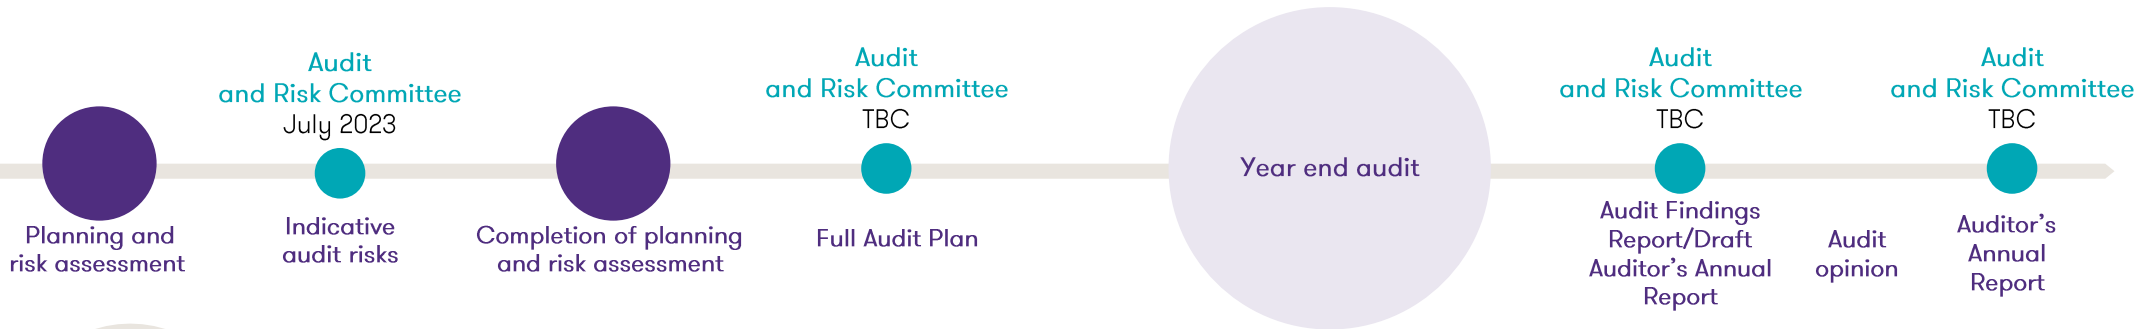 Audit
and Risk Committee
July 2023
Audit
and Risk Committee
TBC
Audit
and Risk Committee
TBC
Audit
and Risk Committee
TBC
Year end audit
Planning and
risk assessment
Indicative
audit risks
Completion of planning
and risk assessment
Full Audit Plan
Audit Findings
Report/Draft
Auditor’s Annual
Report
Audit
opinion
Auditor’s
Annual
Report